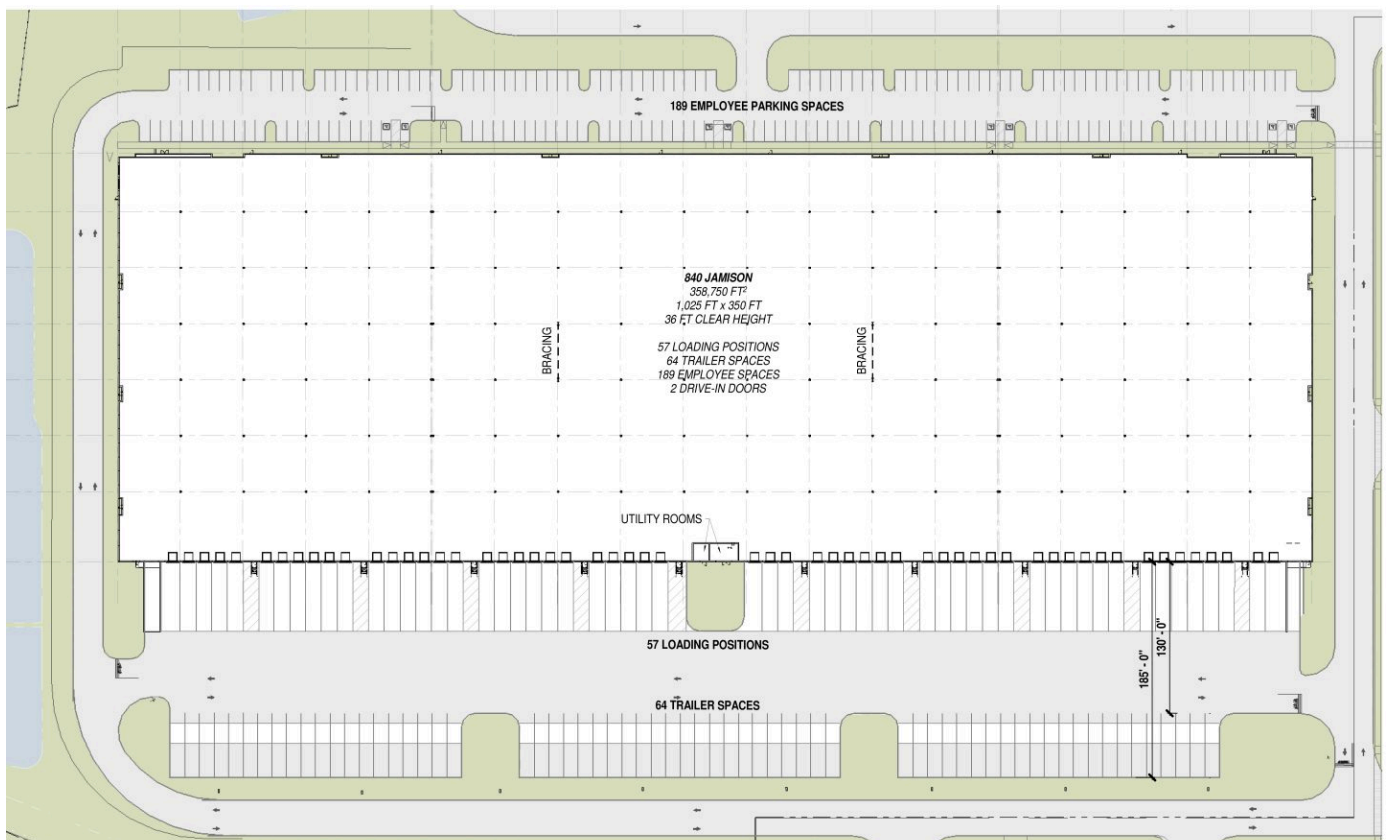 189 EMPLOYEE PARKING SPACES
840 JAMISON
358,750 FT²
1,025 FT x 350 FT
36 FT CLEAR HEIGHT
57 LOADING POSITIONS
64 TRAILER SPACES
189 EMPLOYEE SPACES
2 DRIVE-IN DOORS
BRACING
BRACING
UTILITY ROOMS
57 LOADING POSITIONS
130' - 0"
185' - 0"
64 TRAILER SPACES